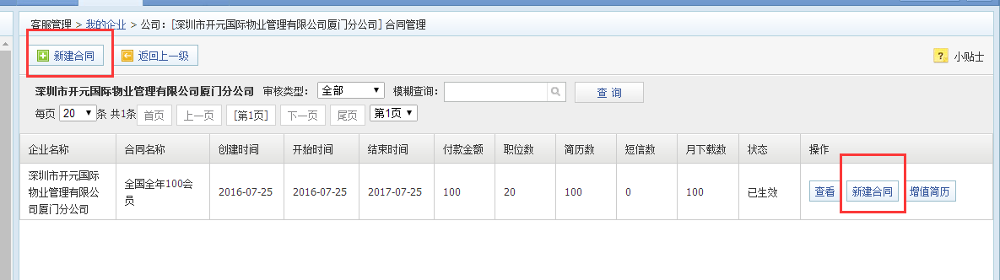 客服管理 > 我的企业 > 公司：[深圳市开元国际物业管理有限公司厦门分公司] 合同管理
新建合同 返回上一级 ? 小贴士
深圳市开元国际物业管理有限公司厦门分公司 审核类型： 全部 模糊查询： 查 询
每页 20 条 共1条 首页 上一页 [第1页] 下一页 尾页 第1页
企业名称 合同名称 创建时间 开始时间 结束时间 付款金额 职位数 简历数 短信数 月下载数 状态 操作
深圳市开元国际
物业管理有限公
司厦门分公司
全国全年100会
员
2016-07-25 2016-07-25 2017-07-25 100 20 100 0 100 已生效 查看 新建合同 增值简历